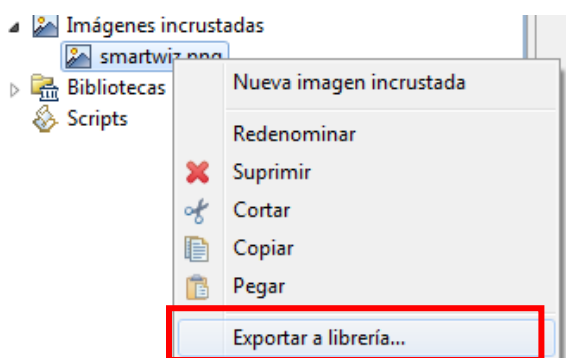 Imágenes incrustadas
smartwiz.png
Bibliotecas
Scripts
Nueva imagen incrustada
Redenominar
Suprimir
Cortar
Copiar
Pegar
Exportar a librería...